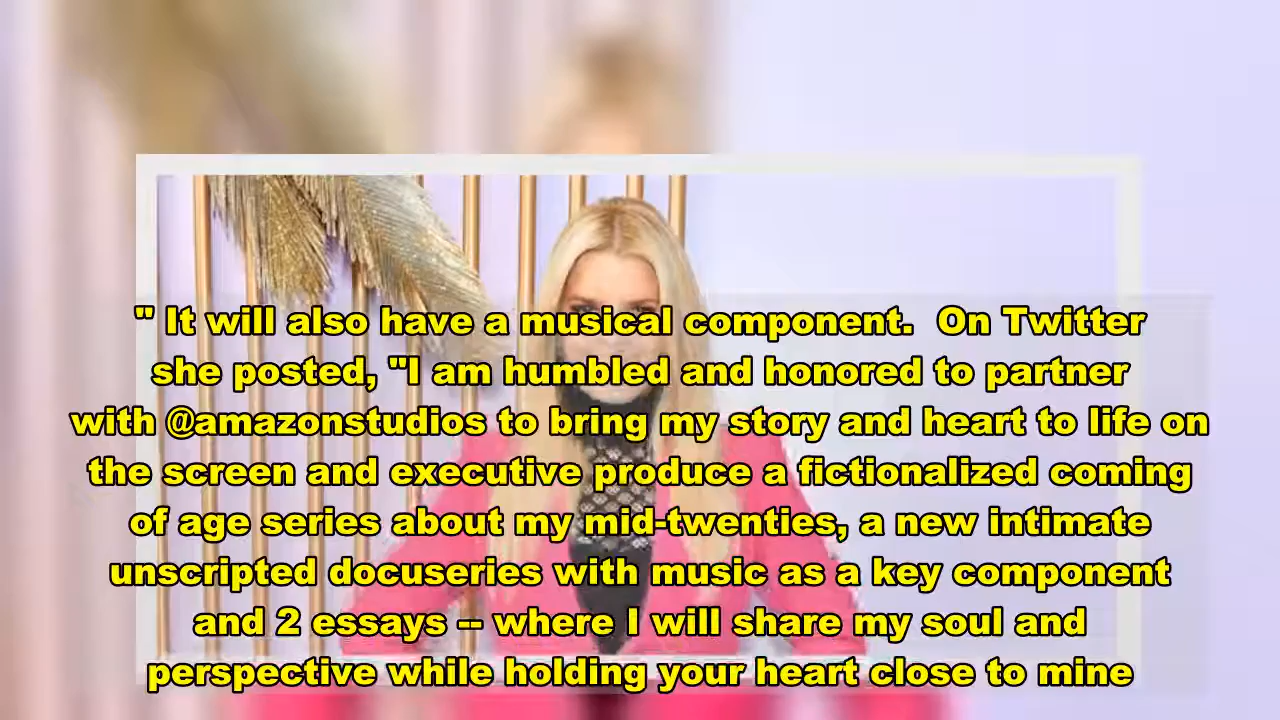 " It will also have a musical component.  On Twitter
she posted, "I am humbled and honored to partner
with @amazonstudios to bring my story and heart to life on
the screen and executive produce a fictionalized coming
of age series about my mid-twenties, a new intimate
unscripted docuseries with music as a key component
and 2 essays -- where I will share my soul and
perspective while holding your heart close to mine